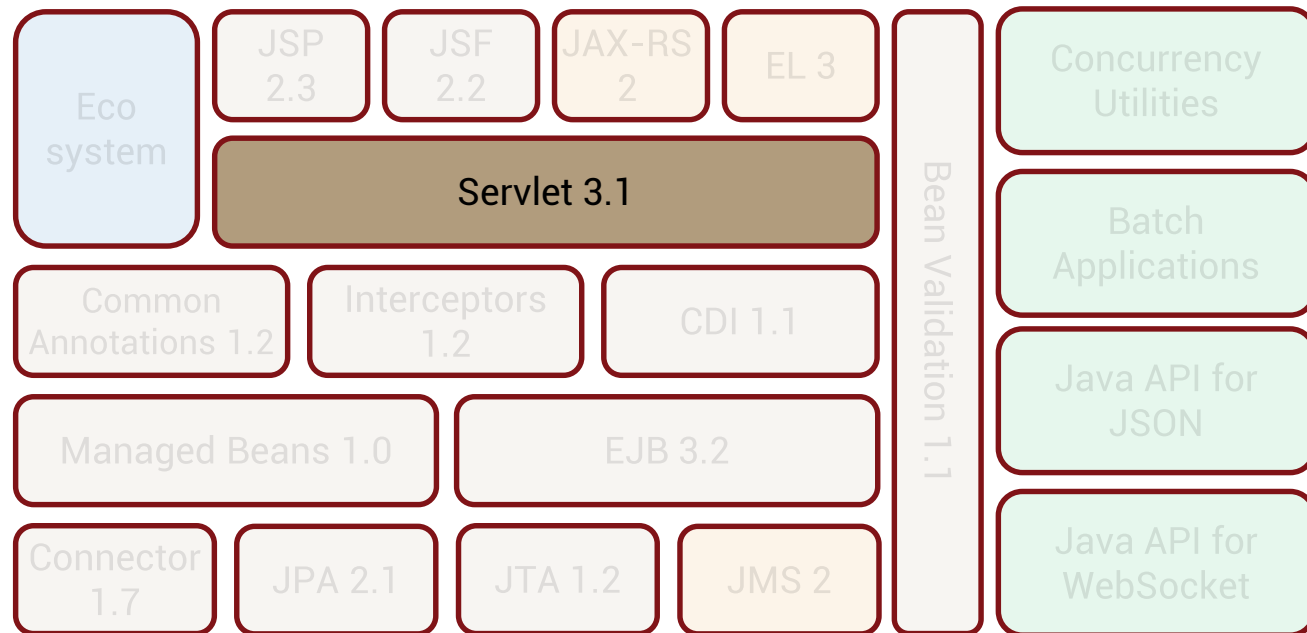 Eco
system
JSP
2.3
JSF
2.2
JAX-RS
2
EL 3
Servlet 3.1
Common
Annotations 1.2
Interceptors
1.2
CDI 1.1
Managed Beans 1.0
EJB 3.2
Connector
1.7
JPA 2.1
JTA 1.2
JMS 2
Bean Validation 1.1
Concurrency
Utilities
Batch
Applications
Java API for
JSON
Java API for
WebSocket